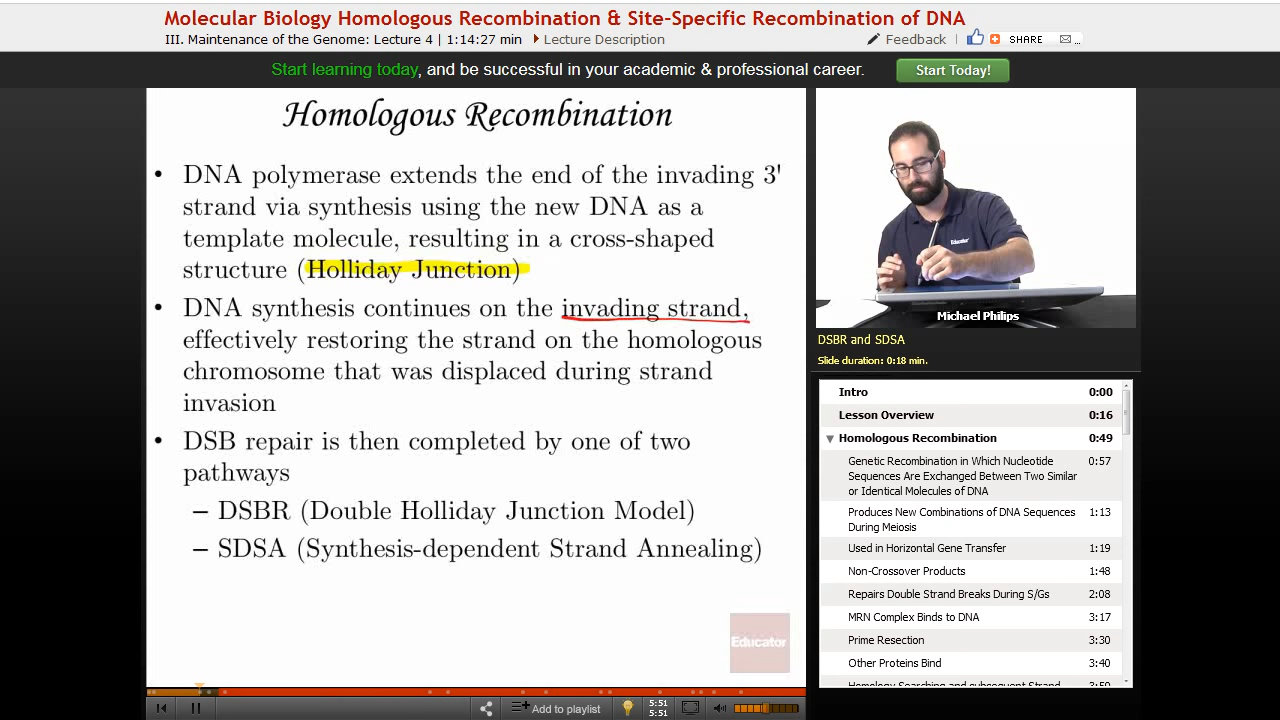 Molecular Biology Homologous Recombination & Site-Specific Recombination of DNA
III. Maintenance of the Genome: Lecture 4 | 1:14:27 min
Lecture Description
Feedback
SHARE
Start learning today, and be successful in your academic & professional career.
Start Today!
Homologous Recombination
• DNA polymerase extends the end of the invading 3'
strand via synthesis using the new DNA as a
template molecule, resulting in a cross-shaped
structure (Holliday Junction)
• DNA synthesis continues on the invading strand,
effectively restoring the strand on the homologous
chromosome that was displaced during strand
invasion
• DSB repair is then completed by one of two
pathways
– DSBR (Double Holliday Junction Model)
– SDSA (Synthesis-dependent Strand Annealing)
Educator
Add to playlist
5:51
5:51
Educator
Michael Philips
DSBR and SDSA
Slide duration: 0:18 min.
Intro 0:00
Lesson Overview 0:16
Homologous Recombination 0:49
Genetic Recombination in Which Nucleotide 0:57
Sequences Are Exchanged Between Two Similar
or Identical Molecules of DNA
Produces New Combinations of DNA Sequences 1:13
During Meiosis
Used in Horizontal Gene Transfer 1:19
Non-Crossover Products 1:48
Repairs Double Strand Breaks During S/Gs 2:08
MRN Complex Binds to DNA 3:17
Prime Resection 3:30
Other Proteins Bind 3:40
Homology Searching and subsequent Strand 3:59